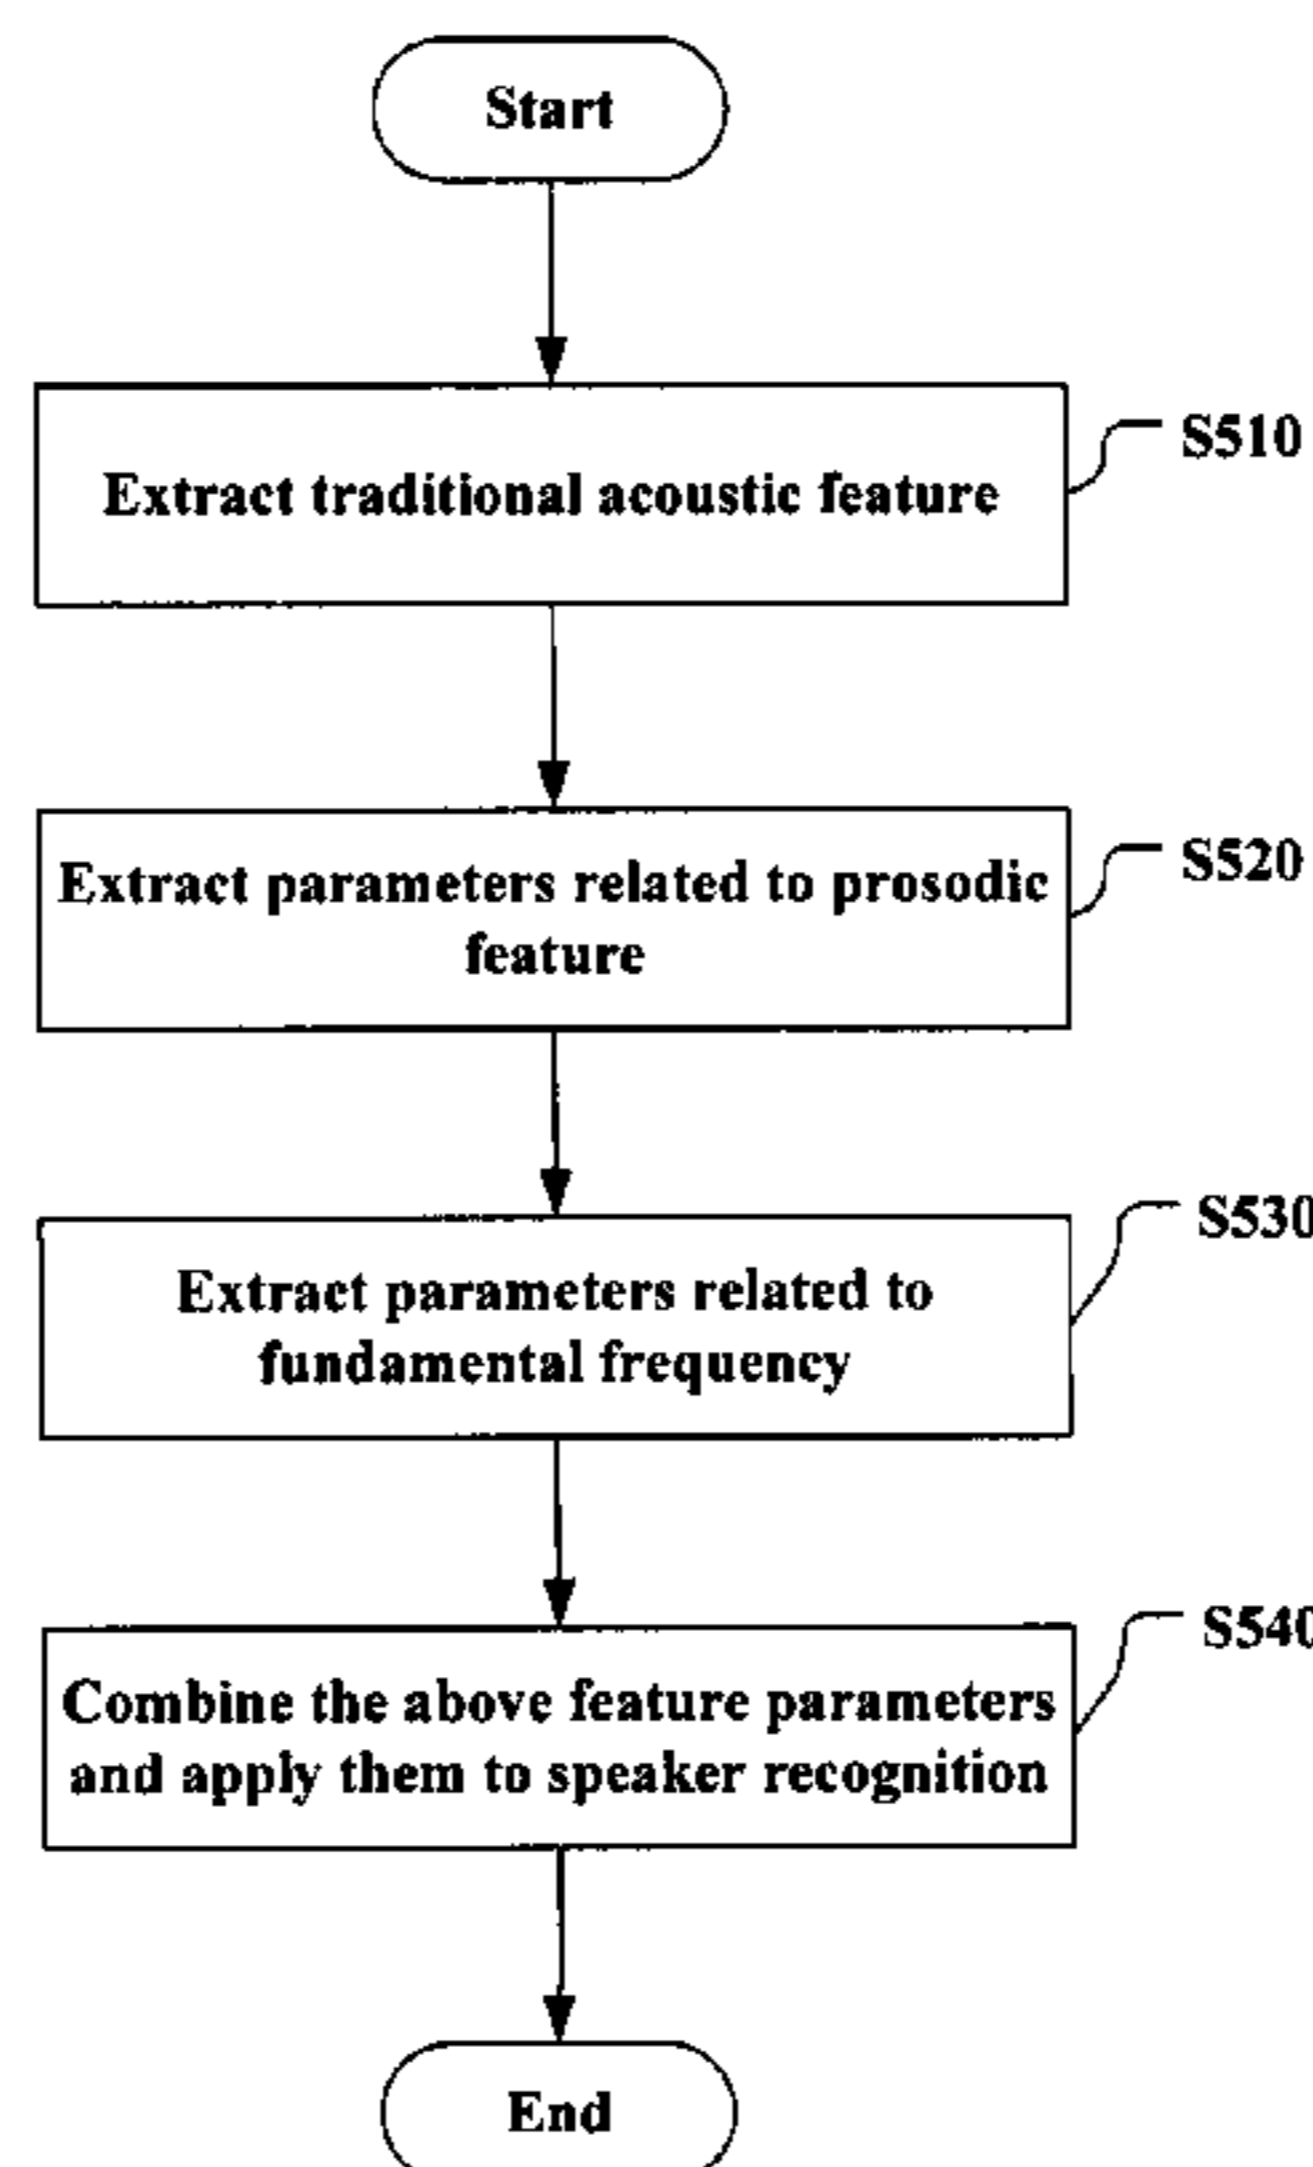 Start
Extract traditional acoustic feature
S510
Extract parameters related to prosodic
feature
S520
Extract parameters related to
fundamental frequency
S530
Combine the above feature parameters
and apply them to speaker recognition
S540
End